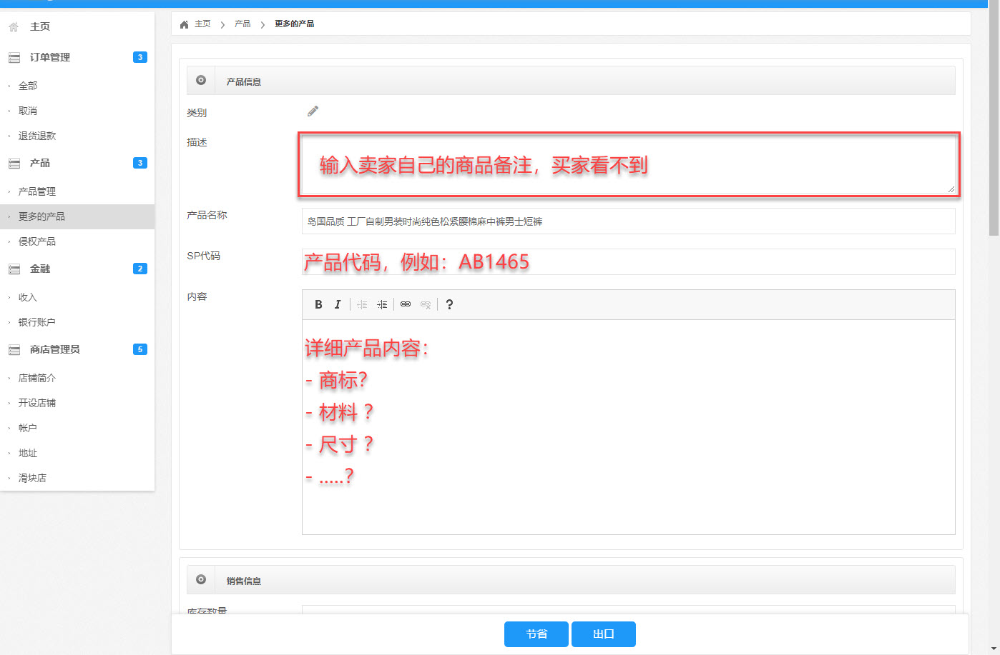 主页
订单管理 3
全部
取消
退货退款
产品 3
产品管理
更多的产品
侵权产品
金融 2
收入
银行账户
商店管理员 5
店铺简介
开设店铺
帐户
地址
滑块店
主页 > 产品 > 更多的产品
产品信息
类别
描述
输入卖家自己的商品备注，买家看不到
产品名称
岛国品质 工厂自制男装时尚纯色松紧腰棉麻中裤男士短裤
SP代码
产品代码，例如：AB1465
内容
B I ?
详细产品内容：
- 商标?
- 材料 ?
- 尺寸 ?
- .....?
销售信息
库存数量
节省 出口